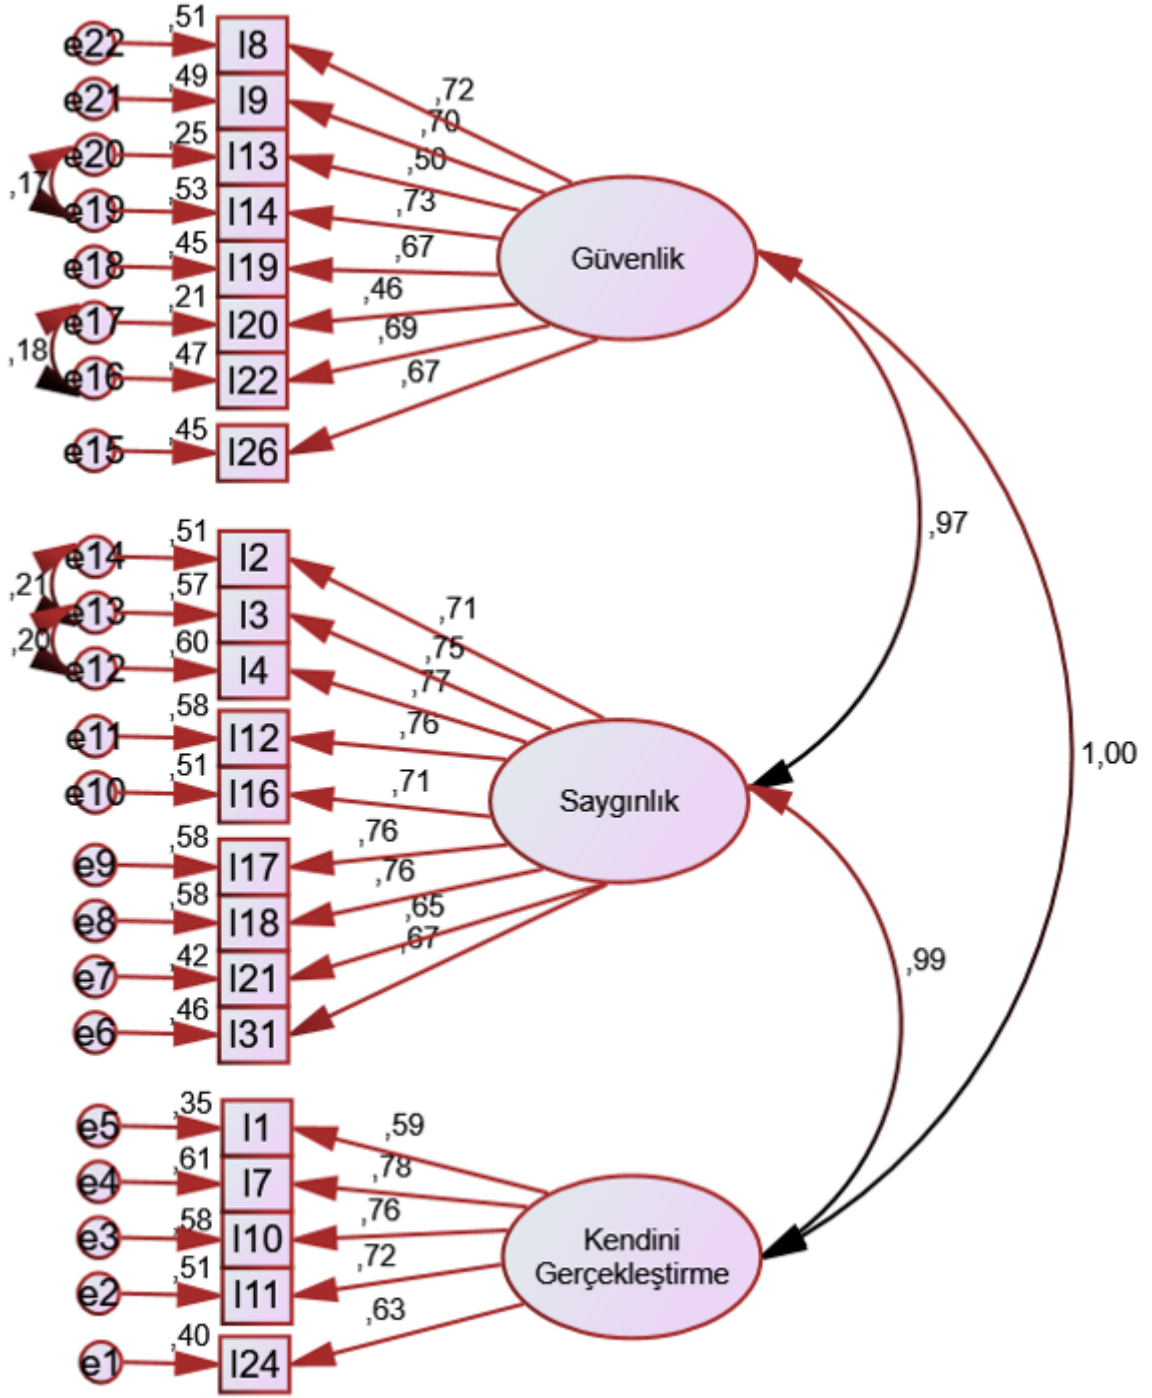 ,51
e22
I8
,72
,49
e21
I9
,70
,25
e20
I13
,50
,17
,53
e19
I14
,73
,45
e18
I19
,67
Güvenlik
,21
e17
I20
,46
,18
,47
e16
I22
,69
,45
e15
I26
,67
,97
,51
e14
I2
,71
,21
,57
e13
I3
,75
,20
,60
e12
I4
,77
,58
e11
I12
,76
1,00
,51
e10
I16
,71
Saygınlık
,58
e9
I17
,76
,58
e8
I18
,76
,42
e7
I21
,65
,46
e6
I31
,67
,99
,35
e5
I1
,59
,61
e4
I7
,78
,58
e3
I10
,76
Kendini
Gerçekleştirme
,51
e2
I11
,72
,40
e1
I24
,63